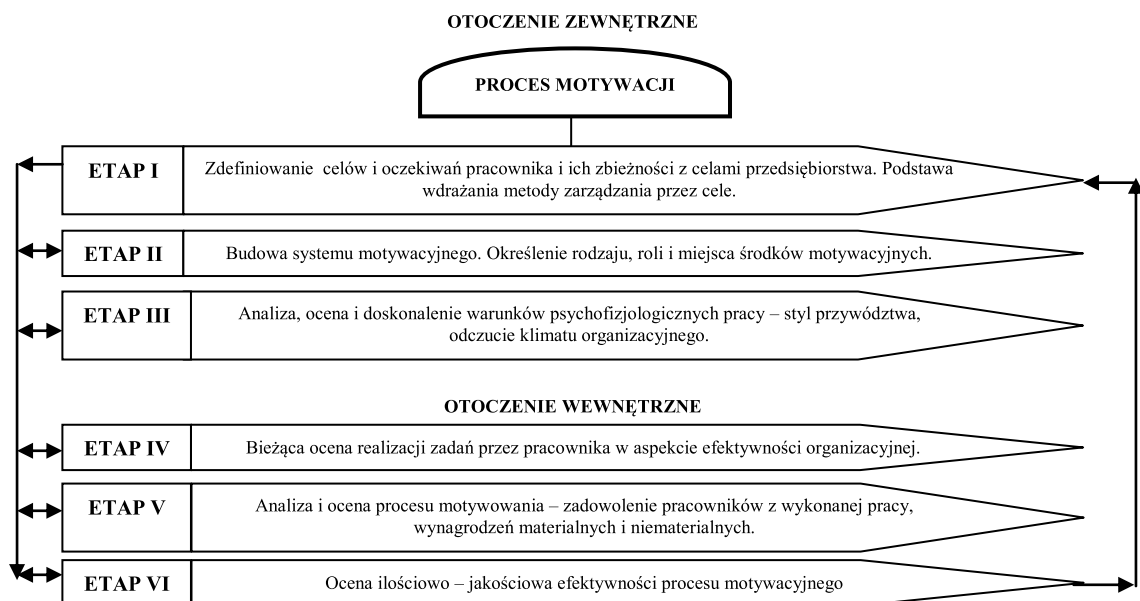 OTOCZENIE ZEWNĘTRZNE
PROCES MOTYWACJI
ETAP I
Zdefiniowanie celów i oczekiwań pracownika i ich zbieżności z celami przedsiębiorstwa. Podstawa
wdrażania metody zarządzania przez cele.
ETAP II
Budowa systemu motywacyjnego. Określenie rodzaju, roli i miejsca środków motywacyjnych.
ETAP III
Analiza, ocena i doskonalenie warunków psychofizjologicznych pracy – styl przywództwa,
odczucie klimatu organizacyjnego.
OTOCZENIE WEWNĘTRZNE
ETAP IV
Bieżąca ocena realizacji zadań przez pracownika w aspekcie efektywności organizacyjnej.
ETAP V
Analiza i ocena procesu motywowania – zadowolenie pracowników z wykonanej pracy,
wynagrodzeń materialnych i niematerialnych.
ETAP VI
Ocena ilościowo – jakościowa efektywności procesu motywacyjnego